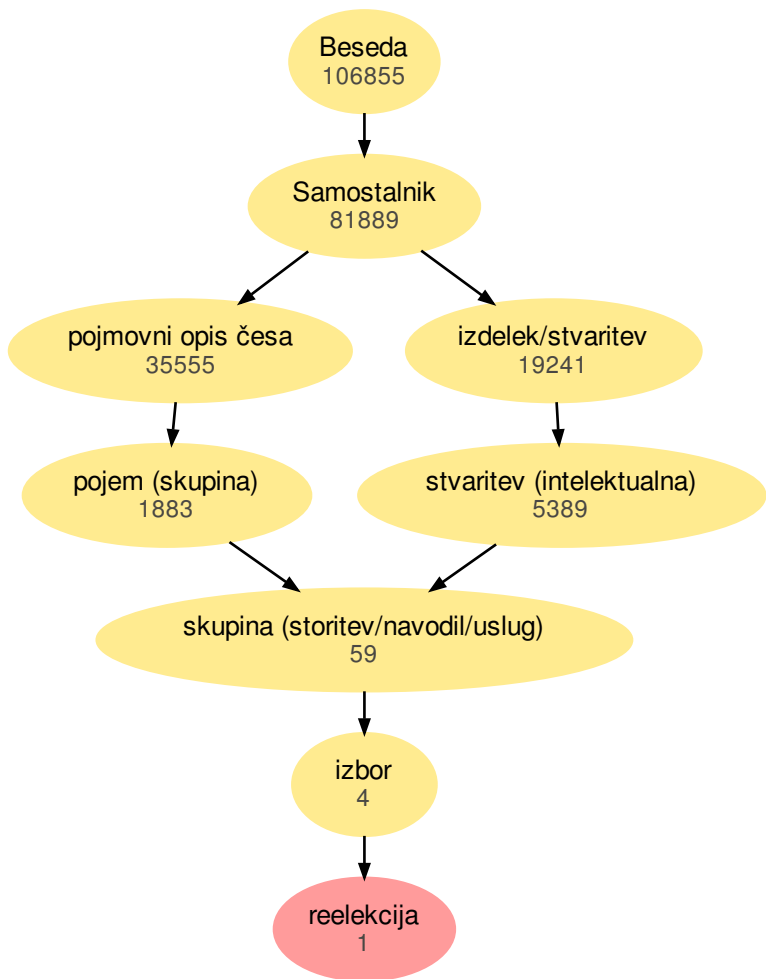 Beseda
106855
Samostalnik
81889
pojmovni opis česa
35555
izdelek/stvaritev
19241
pojem (skupina)
1883
stvaritev (intelektualna)
5389
skupina (storitev/navodil/uslug)
59
izbor
4
reelekcija
1